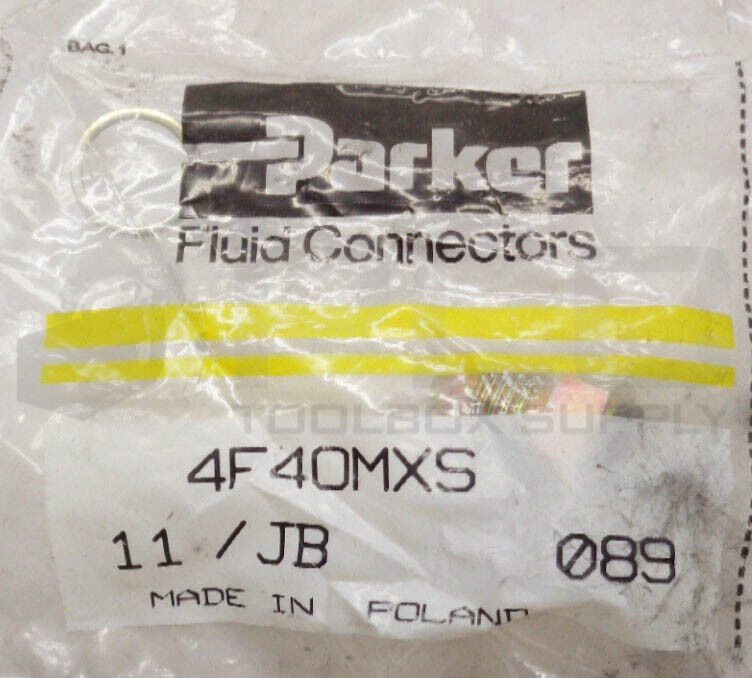 BAG.1
Parker
Fluid Connectors
TOOLBOX SUPPLY
4F40MXS
11 /JB 089
MADE IN POLAND